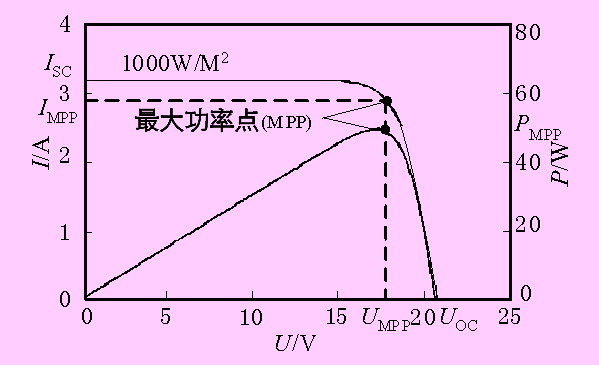 4
80
I_SC
1000W/M²
3
60
I_MPP
最大功率点(MPP)
P_MPP
I/A
2
40
P/W
1
20
0
0
0
5
10
15
U_MPP
20
U_OC
25
U/V